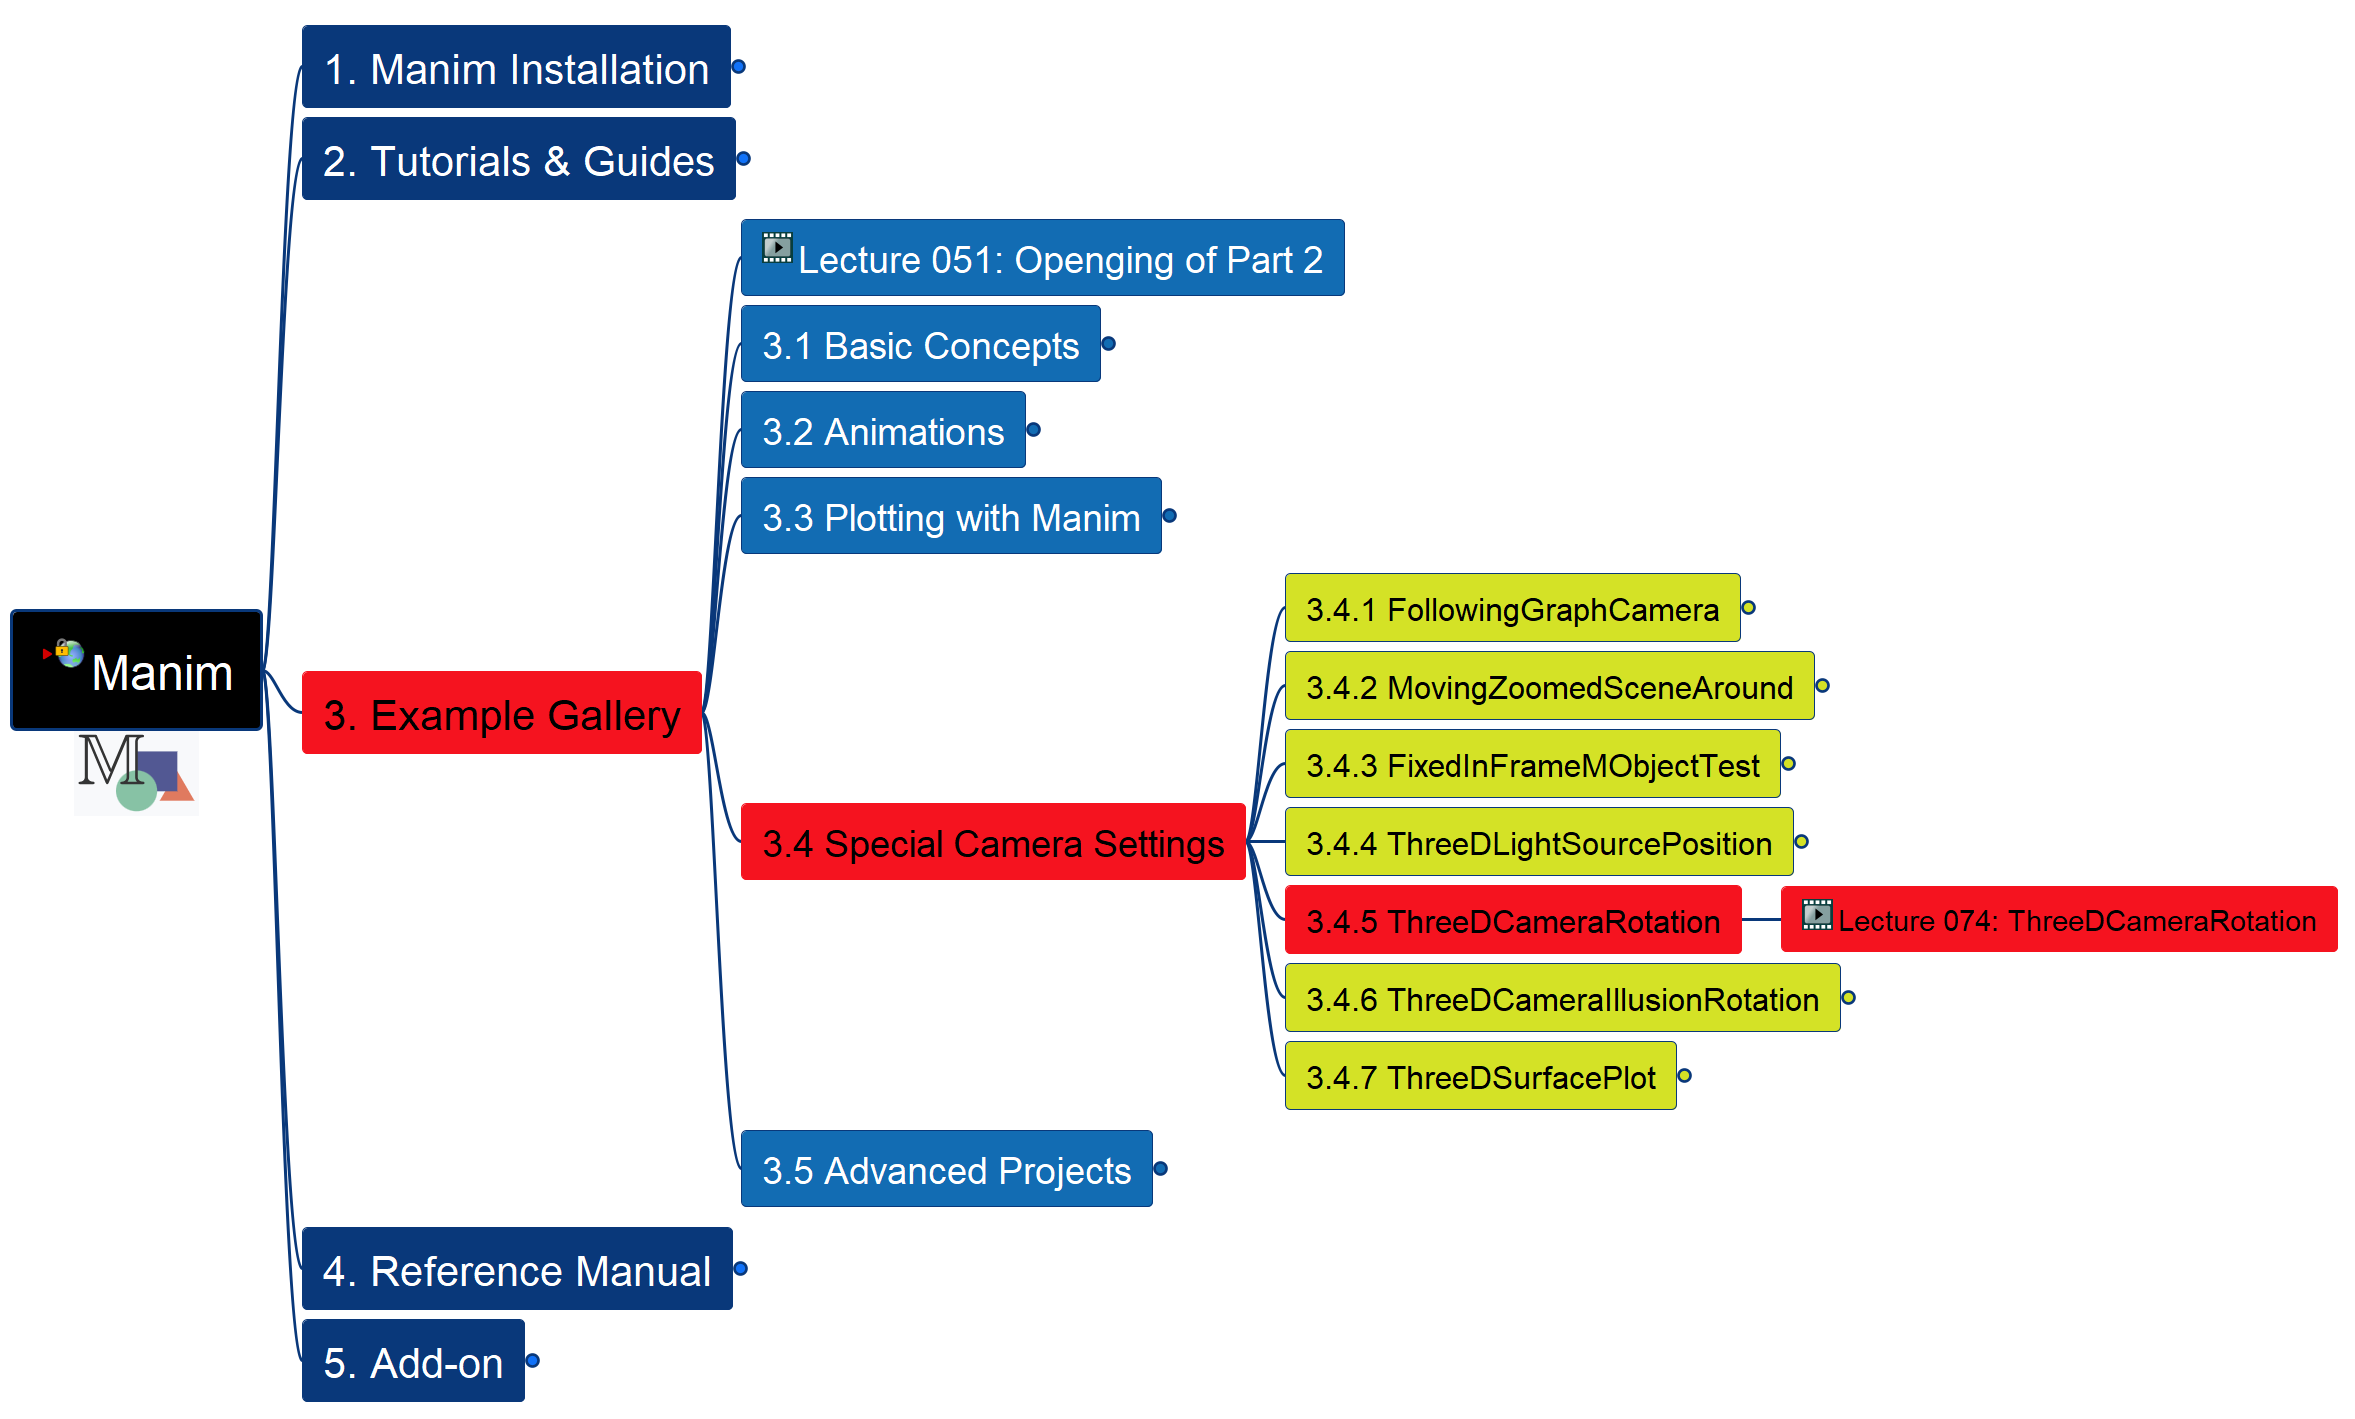 1. Manim Installation
2. Tutorials & Guides
Lecture 051: Openging of Part 2
3.1 Basic Concepts
3.2 Animations
3.3 Plotting with Manim
3.4.1 FollowingGraphCamera
3.4.2 MovingZoomedSceneAround
Manim
3. Example Gallery
3.4.3 FixedInFrameMObjectTest
M
3.4 Special Camera Settings
3.4.4 ThreeDLightSourcePosition
3.4.5 ThreeDCameraRotation
Lecture 074: ThreeDCameraRotation
3.4.6 ThreeDCameraIllusionRotation
3.4.7 ThreeDSurfacePlot
3.5 Advanced Projects
4. Reference Manual
5. Add-on